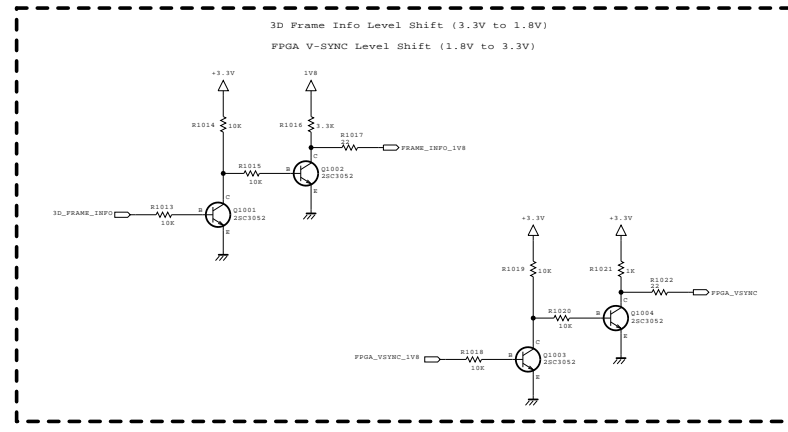 3D Frame Info Level Shift (3.3V to 1.8V)
FPGA V-SYNC Level Shift (1.8V to 3.3V)
+3.3V
1V8
R1014
10K
R1016
3.3K
R1017
22
FRAME_INFO_1V8
C
R1015
10K
B
Q1002
2SC3052
E
3D_FRAME_INFO
R1013
10K
B
C
Q1001
2SC3052
E
+3.3V
+3.3V
R1019
10K
R1021
1K
R1022
22
FPGA_VSYNC
C
R1020
10K
B
Q1004
2SC3052
E
FPGA_VSYNC_1V8
R1018
10K
B
C
Q1003
2SC3052
E